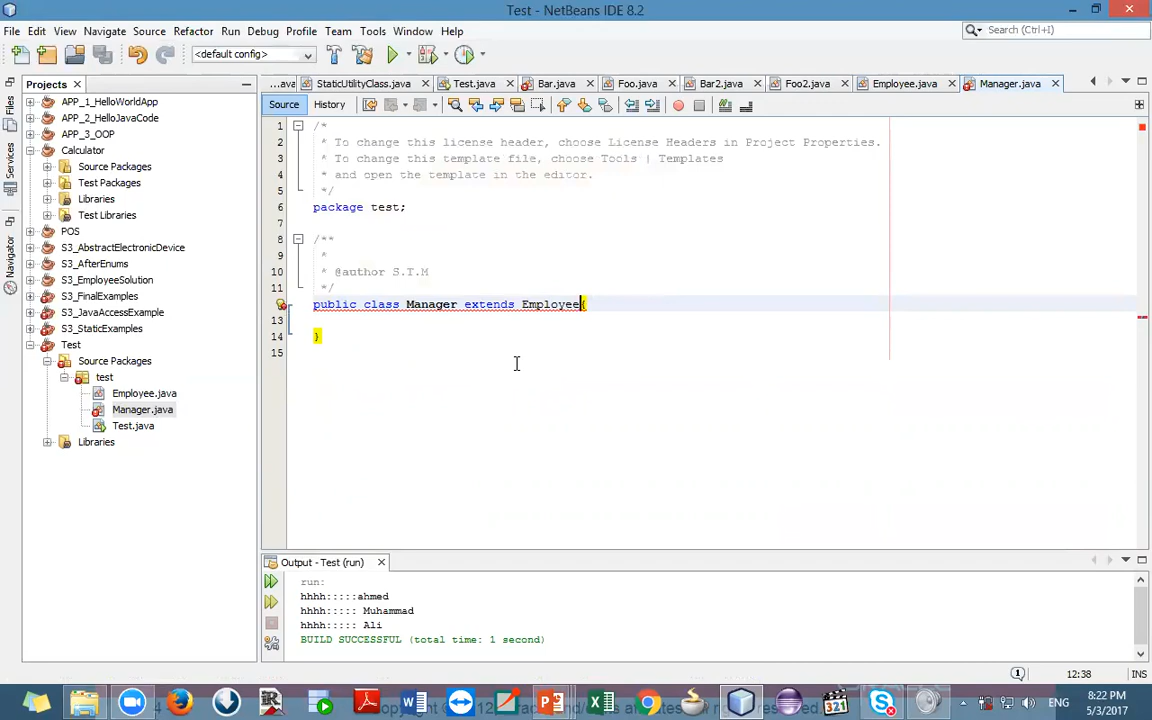 Test - NetBeans IDE 8.2
File Edit View Navigate Source Refactor Run Debug Profile Team Tools Window Help
Search (Ctrl+I)
<default config>
Projects
...ava StaticUtilityClass.java Test.java Bar.java Foo.java Bar2.java Foo2.java Employee.java Manager.java
Source History
Files
Services
Navigator
APP_1_HelloWorldApp
APP_2_HelloJavaCode
APP_3_OOP
Calculator
Source Packages
Test Packages
Libraries
Test Libraries
POS
S3_AbstractElectronicDevice
S3_AfterEnums
S3_EmployeeSolution
S3_FinalExamples
S3_JavaAccessExample
S3_StaticExamples
Test
Source Packages
test
Employee.java
Manager.java
Test.java
Libraries
1 /*
2 * To change this license header, choose License Headers in Project Properties.
3 * To change this template file, choose Tools | Templates
4 * and open the template in the editor.
5 */
6 package test;
7
8 /**
9 *
10 * @author S.T.M
11 */
public class Manager extends Employee{
13
14 }
15
Output - Test (run)
run:
hhhh:::::ahmed
hhhh::::: Muhammad
hhhh::::: Ali
BUILD SUCCESSFUL (total time: 1 second)
12:38 INS
321
ENG
8:22 PM
5/3/2017